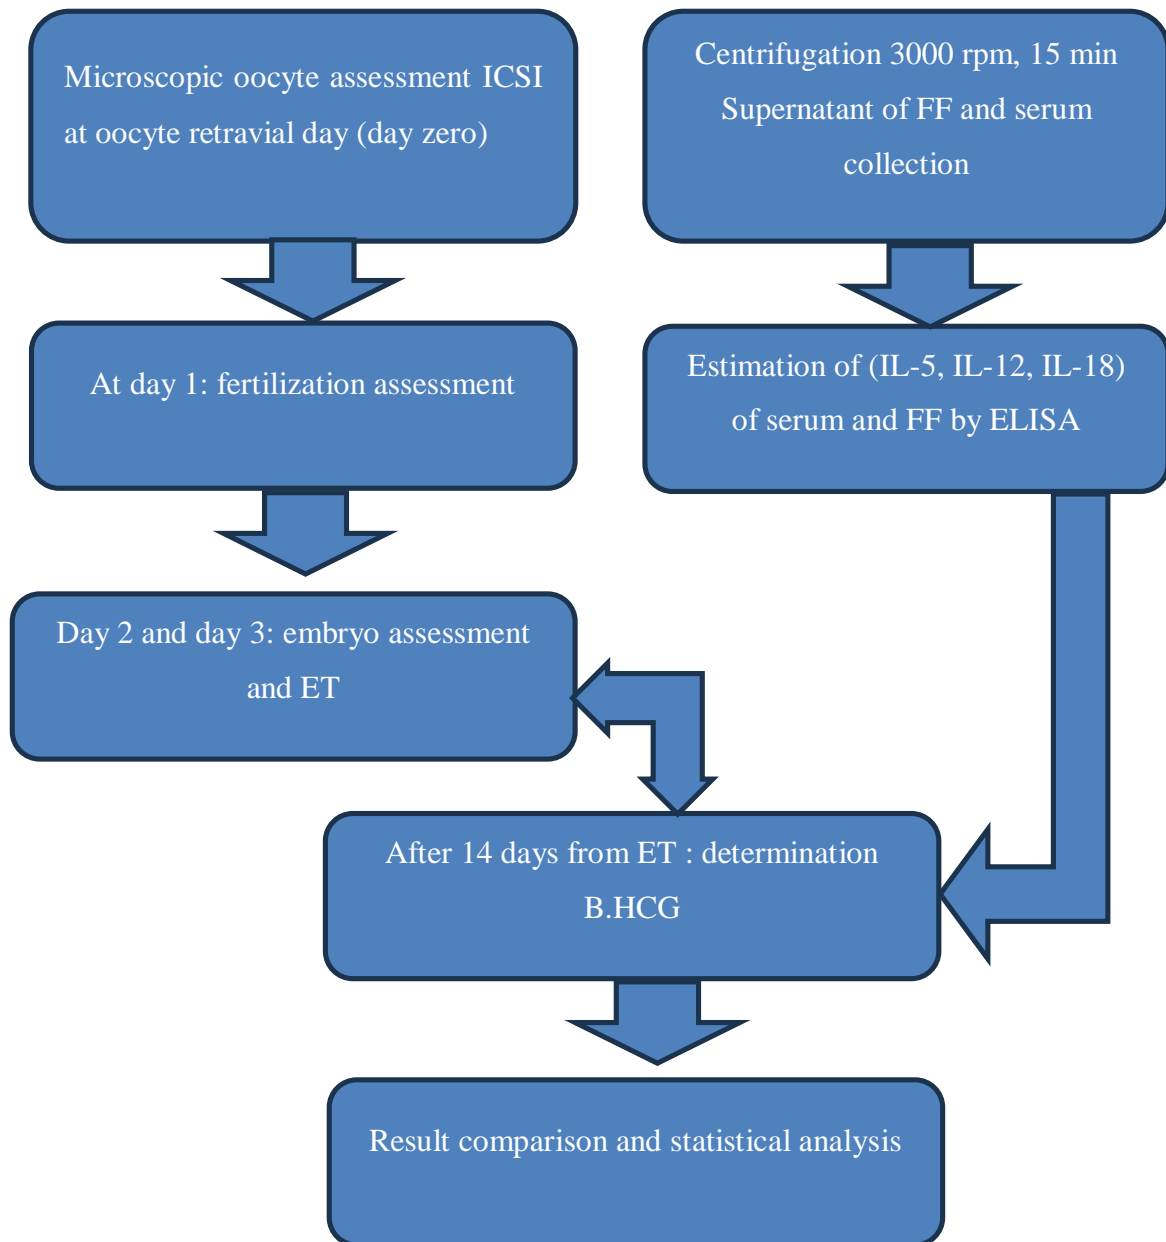 Microscopic oocyte assessment ICSI
at oocyte retravial day (day zero)
Centrifugation 3000 rpm, 15 min
Supernatant of FF and serum
collection
At day 1: fertilization assessment
Estimation of (IL-5, IL-12, IL-18)
of serum and FF by ELISA
Day 2 and day 3: embryo assessment
and ET
After 14 days from ET : determination
B.HCG
Result comparison and statistical analysis